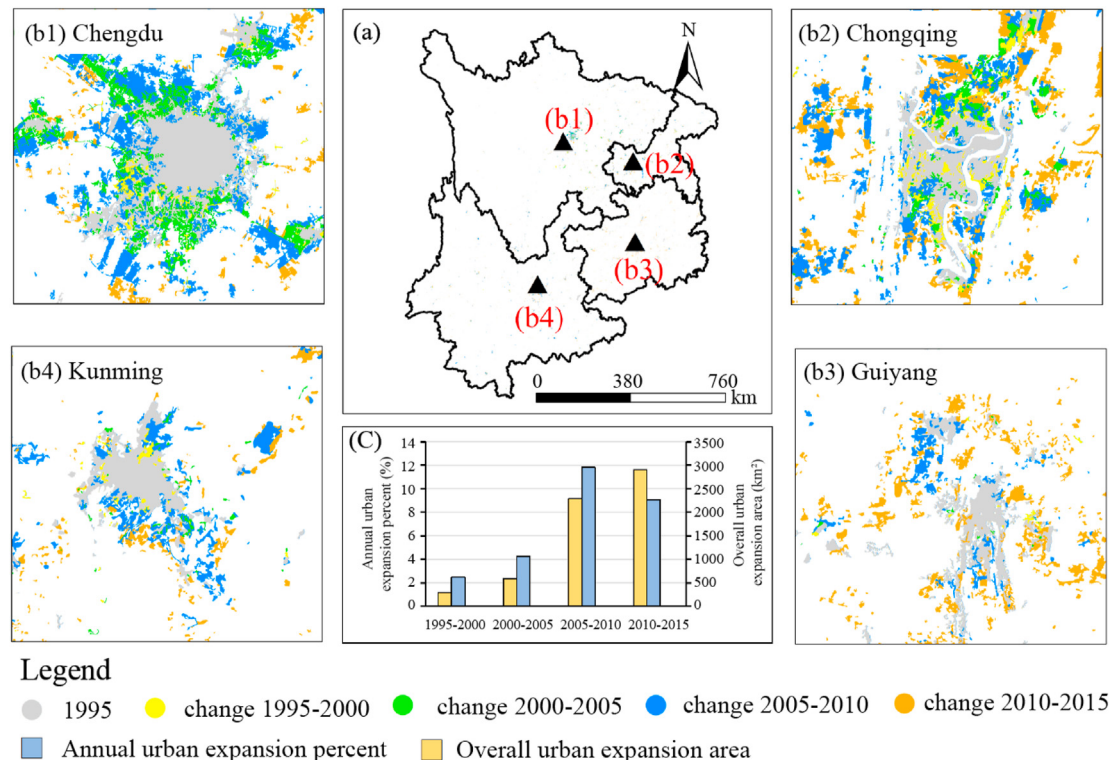 (b1) Chengdu
(a)
N
(b1)
(b2)
(b3)
(b4)
0 380 760
km
(b2) Chongqing
(b4) Kunming
(b3) Guiyang
(C)
Annual urban
expansion percent (%)
14
12
10
8
6
4
2
0
3500
3000
2500
2000
1500
1000
500
0
Overall urban
expansion area (km²)
1995-2000 2000-2005 2005-2010 2010-2015
Legend
1995 change 1995-2000 change 2000-2005 change 2005-2010 change 2010-2015
Annual urban expansion percent Overall urban expansion area